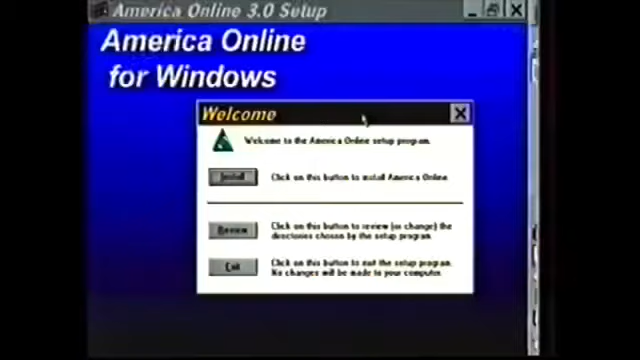 America Online 3.0 Setup
America Online
for Windows
Welcome
Welcome to the America Online setup program.
Install
Click on this button to install America Online.
Review
Click on this button to review (or change) the
directories chosen by the setup program.
Exit
Click on this button to exit the setup program.
No changes will be made to your computer.